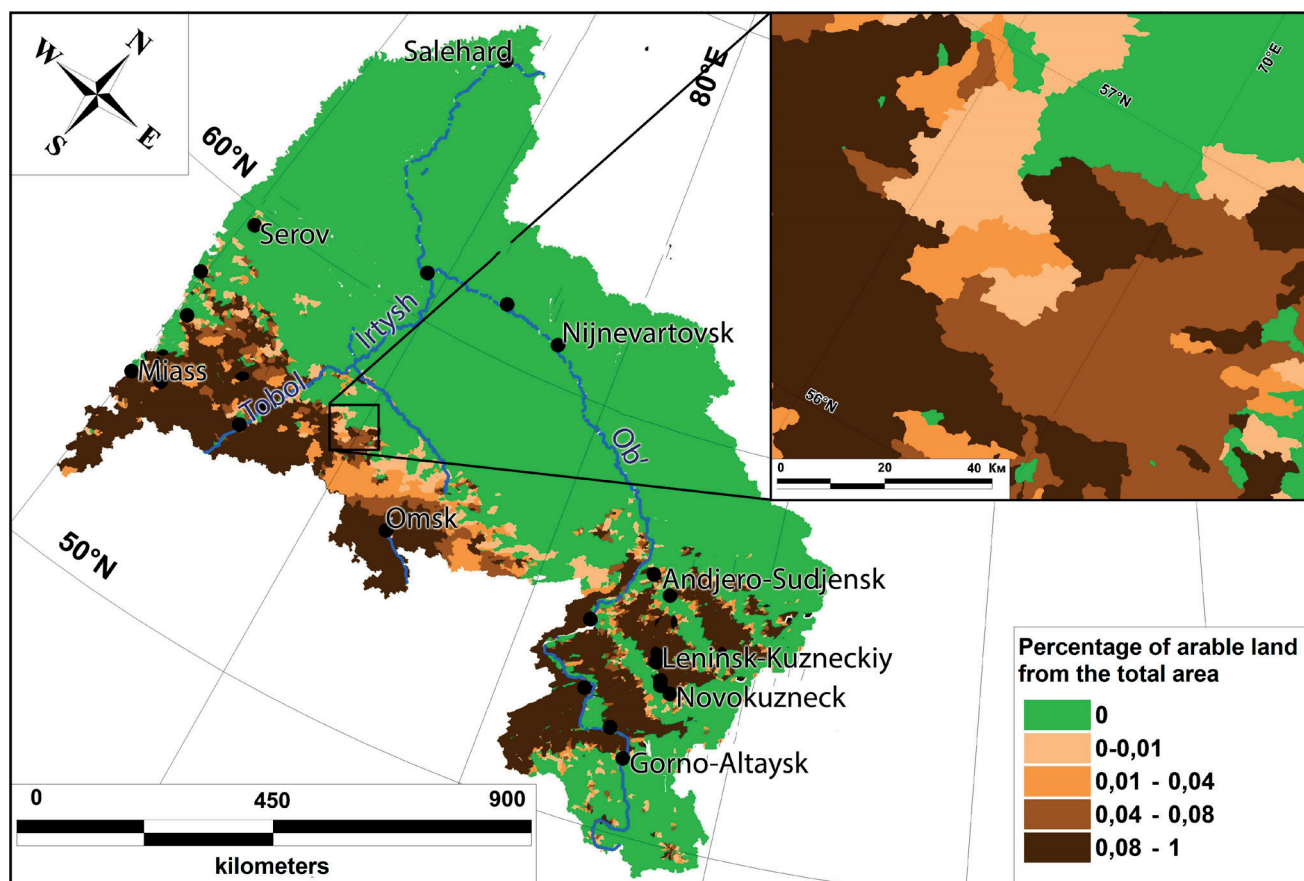 N
W
E
S
Salehard
80°E
60°N
Serov
Irtysh
Nijnevartovsk
Miass
Tobol
Ob'
Omsk
50°N
Andjero-Sudjensk
Leninsk-Kuzneckiy
Novokuzneck
Gorno-Altaysk
70°E
57°N
56°N
0 20 40 Км
0 450 900
kilometers
Percentage of arable land
from the total area
0
0-0,01
0,01 - 0,04
0,04 - 0,08
0,08 - 1